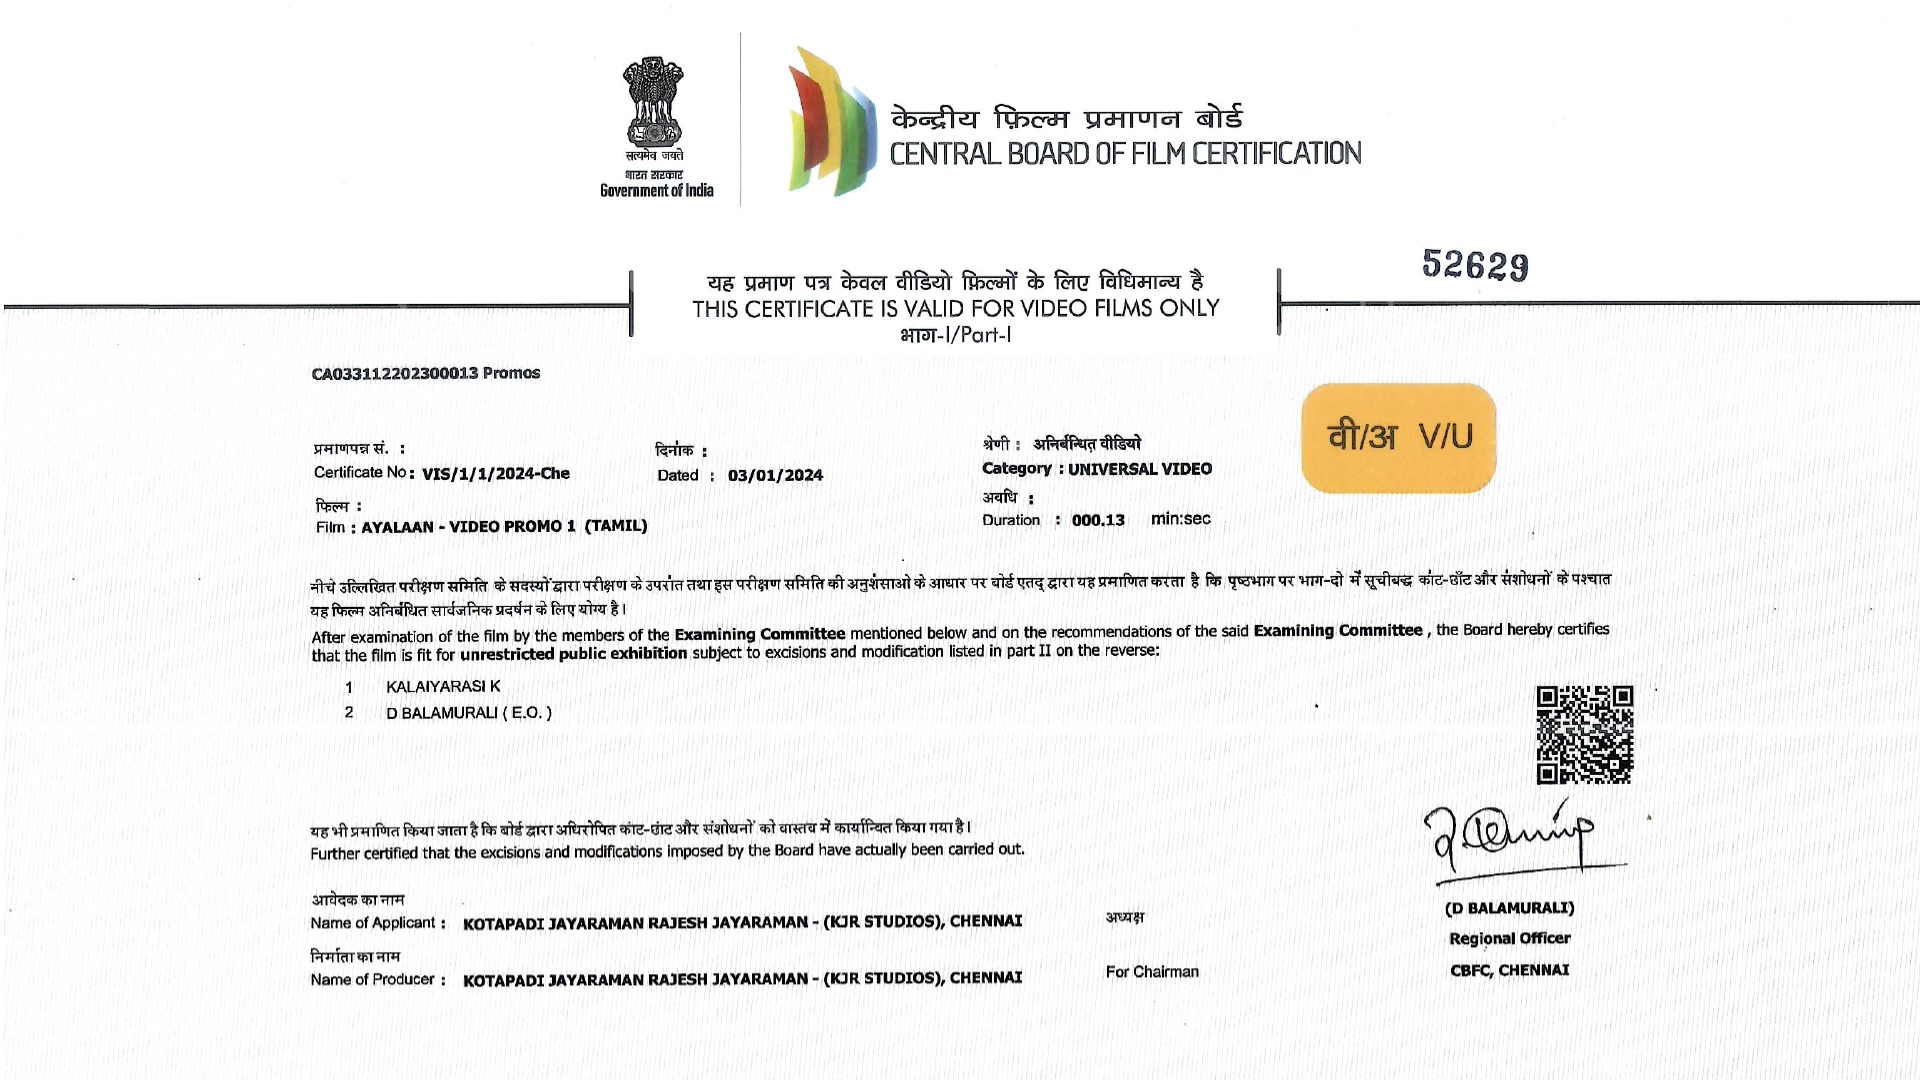 सत्यमेव जयते
भारत सरकार
Government of India
केन्द्रीय फ़िल्म प्रमाणन बोर्ड
CENTRAL BOARD OF FILM CERTIFICATION
52629
यह प्रमाण पत्र केवल वीडियो फ़िल्मों के लिए विधिमान्य है
THIS CERTIFICATE IS VALID FOR VIDEO FILMS ONLY
भाग-I/Part-I
CA033112202300013 Promos
वी/अ V/U
प्रमाणपत्र सं. : दिनांक : श्रेणी : अनिर्बन्धित वीडियो
Certificate No : VIS/1/1/2024-Che Dated : 03/01/2024 Category : UNIVERSAL VIDEO
फिल्म : अवधि :
Film : AYALAAN - VIDEO PROMO 1 (TAMIL) Duration : 000.13 min:sec
नीचे उल्लिखित परीक्षण समिति के सदस्यों द्वारा परीक्षण के उपरांत तथा इस परीक्षण समिति की अनुशंसाओ के आधार पर बोर्ड एतद् द्वारा यह प्रमाणित करता है कि पृष्ठभाग पर भाग-दो में सूचीबद्ध कांट-छाँट और संशोधनों के पश्चात
यह फिल्म अनिर्बंधित सार्वजनिक प्रदर्षन के लिए योग्य है।
After examination of the film by the members of the Examining Committee mentioned below and on the recommendations of the said Examining Committee , the Board hereby certifies
that the film is fit for unrestricted public exhibition subject to excisions and modification listed in part II on the reverse:
1 KALAIYARASI K
2 D BALAMURALI ( E.O. )
यह भी प्रमाणित किया जाता है कि बोर्ड द्वारा अधिरोपित कांट-छांट और संशोधनों को वास्तव में कार्यान्वित किया गया है।
Further certified that the excisions and modifications imposed by the Board have actually been carried out.
आवेदक का नाम
Name of Applicant : KOTAPADI JAYARAMAN RAJESH JAYARAMAN - (KJR STUDIOS), CHENNAI
अध्यक्ष
(D BALAMURALI)
Regional Officer
निर्माता का नाम
Name of Producer : KOTAPADI JAYARAMAN RAJESH JAYARAMAN - (KJR STUDIOS), CHENNAI
For Chairman
CBFC, CHENNAI